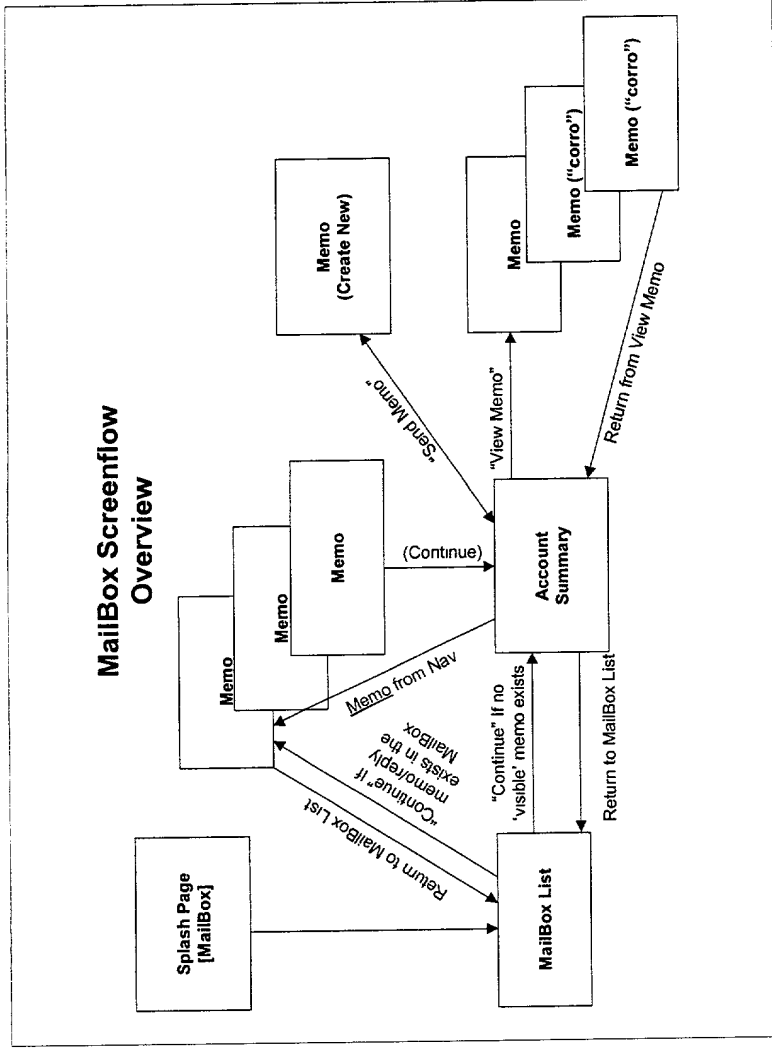 MailBox Screenflow
Overview
Splash Page
[MailBox]
Memo
Memo
Memo
Memo
(Create New)
Return to MailBox List
"Continue" If
memo/reply
exists in the
MailBox
Memo from Nav
(Continue)
"Send Memo"
MailBox List
"Continue" If no
'visible' memo exists
Return to MailBox List
Account
Summary
"View Memo"
Return from View Memo
Memo
Memo ("corro")
Memo ("corro")